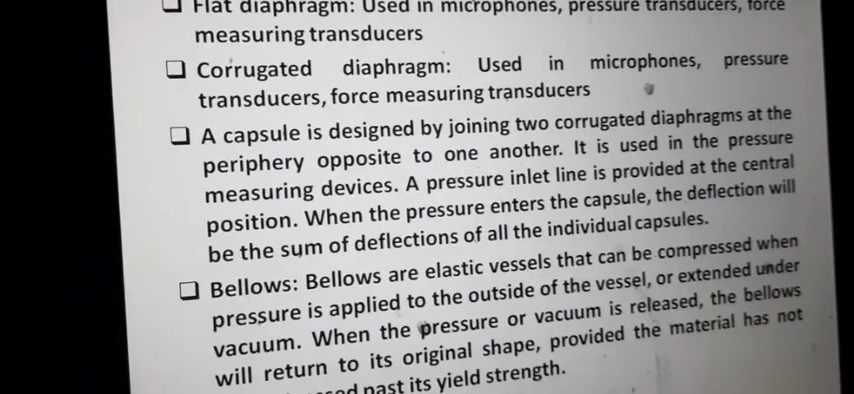 ❑ Flat diaphragm: Used in microphones, pressure transducers, force
measuring transducers
❑ Corrugated diaphragm: Used in microphones, pressure
transducers, force measuring transducers
❑ A capsule is designed by joining two corrugated diaphragms at the
periphery opposite to one another. It is used in the pressure
measuring devices. A pressure inlet line is provided at the central
position. When the pressure enters the capsule, the deflection will
be the sum of deflections of all the individual capsules.
❑ Bellows: Bellows are elastic vessels that can be compressed when
pressure is applied to the outside of the vessel, or extended under
vacuum. When the pressure or vacuum is released, the bellows
will return to its original shape, provided the material has not
past its yield strength.